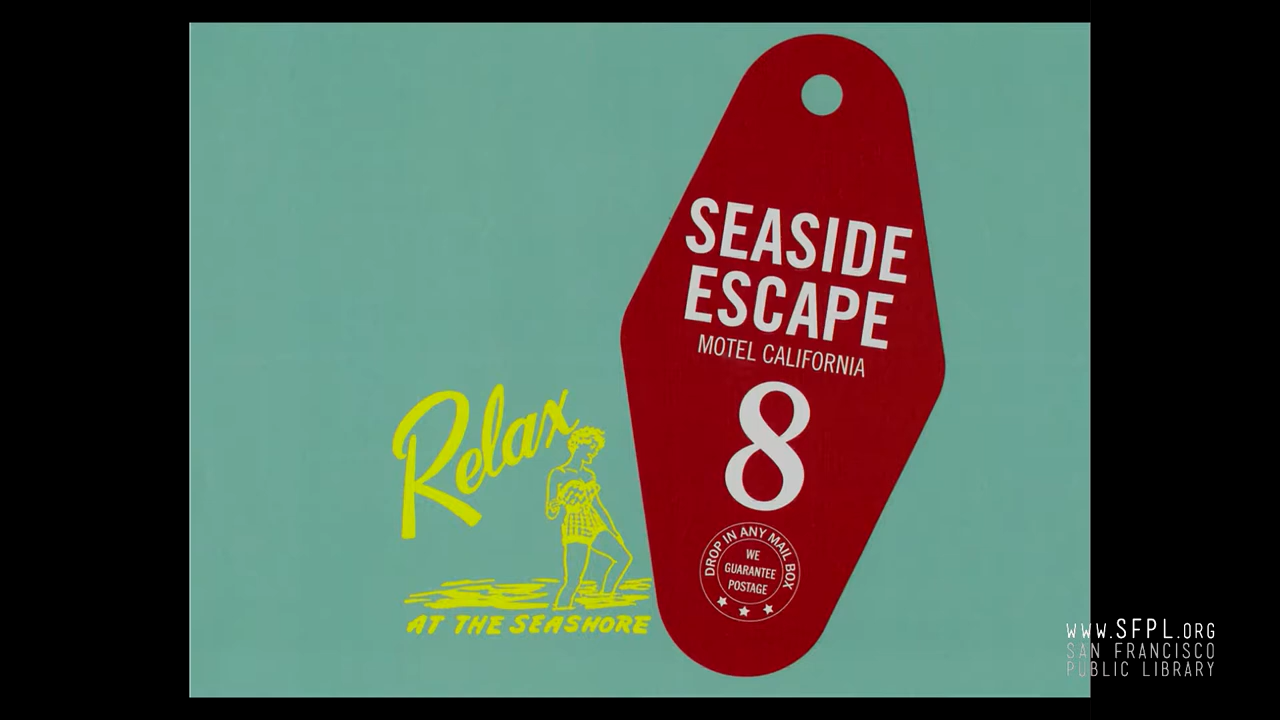 SEASIDE
ESCAPE
MOTEL CALIFORNIA
8
DROP IN ANY MAIL BOX
WE
GUARANTEE
POSTAGE
Relax
AT THE SEASHORE
WWW.SFPL.ORG
SAN FRANCISCO
PUBLIC LIBRARY